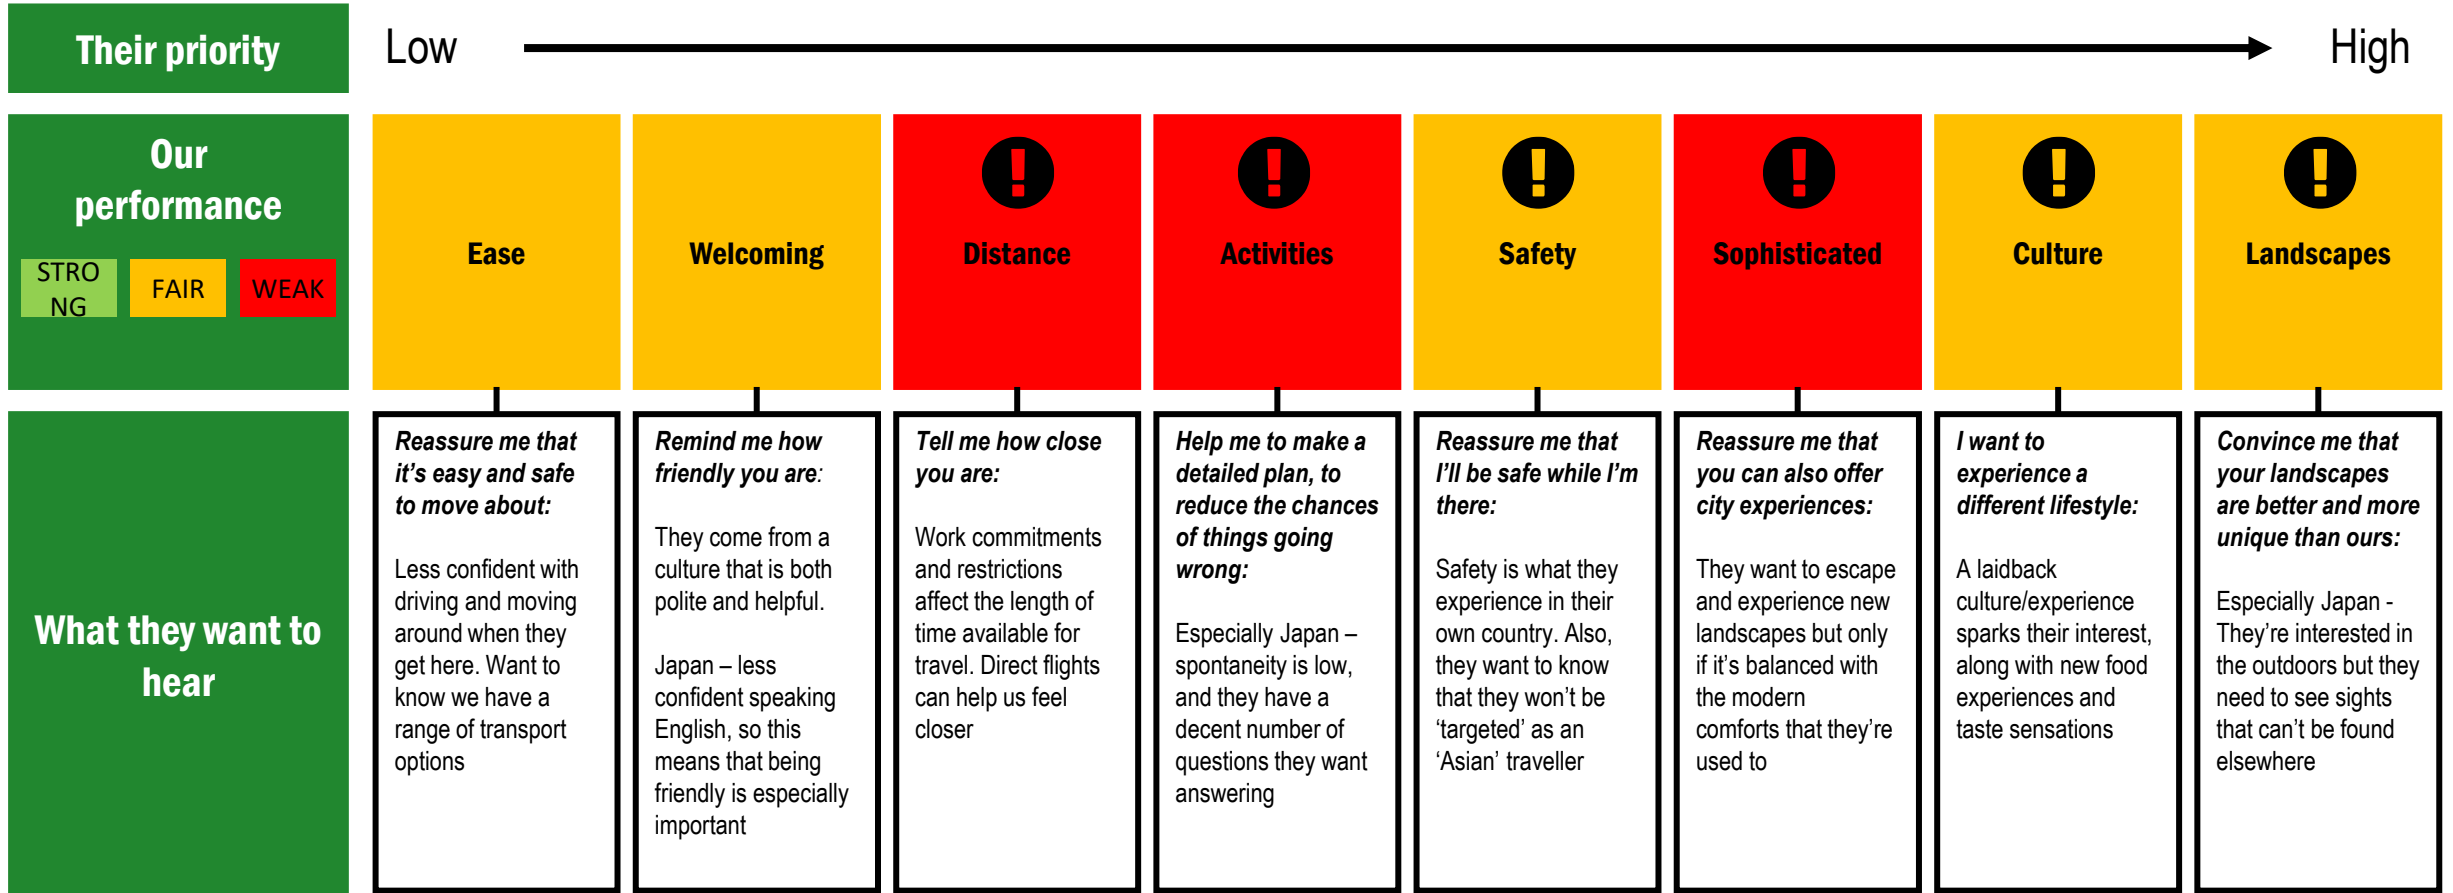 Their priority
Low
High
Our
performance
STRO
NG
FAIR
WEAK
Ease
Welcoming
Distance
Activities
Safety
Sophisticated
Culture
Landscapes
What they want to
hear
Reassure me that
it’s easy and safe
to move about:
Less confident with
driving and moving
around when they
get here. Want to
know we have a
range of transport
options
Remind me how
friendly you are:
They come from a
culture that is both
polite and helpful.
Japan – less
confident speaking
English, so this
means that being
friendly is especially
important
Tell me how close
you are:
Work commitments
and restrictions
affect the length of
time available for
travel. Direct flights
can help us feel
closer
Help me to make a
detailed plan, to
reduce the chances
of things going
wrong:
Especially Japan –
spontaneity is low,
and they have a
decent number of
questions they want
answering
Reassure me that
I’ll be safe while I’m
there:
Safety is what they
experience in their
own country. Also,
they want to know
that they won’t be
‘targeted’ as an
‘Asian’ traveller
Reassure me that
you can also offer
city experiences:
They want to escape
and experience new
landscapes but only
if it’s balanced with
the modern
comforts that they’re
used to
I want to
experience a
different lifestyle:
A laidback
culture/experience
sparks their interest,
along with new food
experiences and
taste sensations
Convince me that
your landscapes
are better and more
unique than ours:
Especially Japan -
They’re interested in
the outdoors but they
need to see sights
that can’t be found
elsewhere